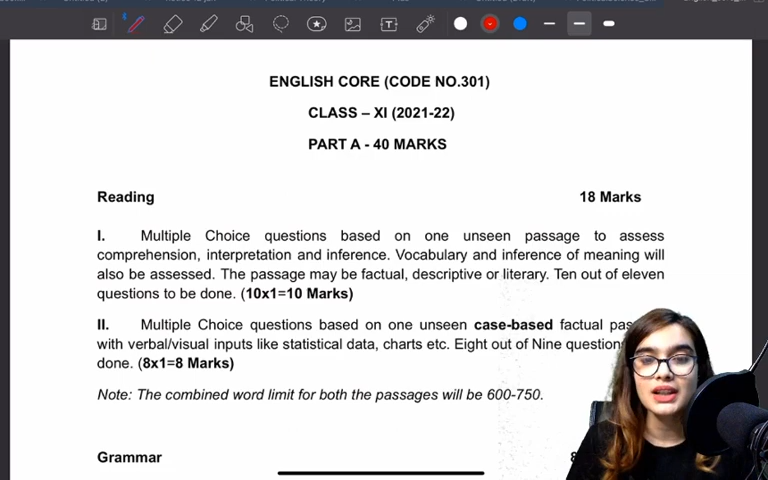 ENGLISH CORE (CODE NO.301)
CLASS – XI (2021-22)
PART A - 40 MARKS
Reading 18 Marks
I. Multiple Choice questions based on one unseen passage to assess
comprehension, interpretation and inference. Vocabulary and inference of meaning will
also be assessed. The passage may be factual, descriptive or literary. Ten out of eleven
questions to be done. (10x1=10 Marks)
II. Multiple Choice questions based on one unseen case-based factual
with verbal/visual inputs like statistical data, charts etc. Eight out of Nine
done. (8x1=8 Marks)
Note: The combined word limit for both the passages will be 600-750.
Grammar